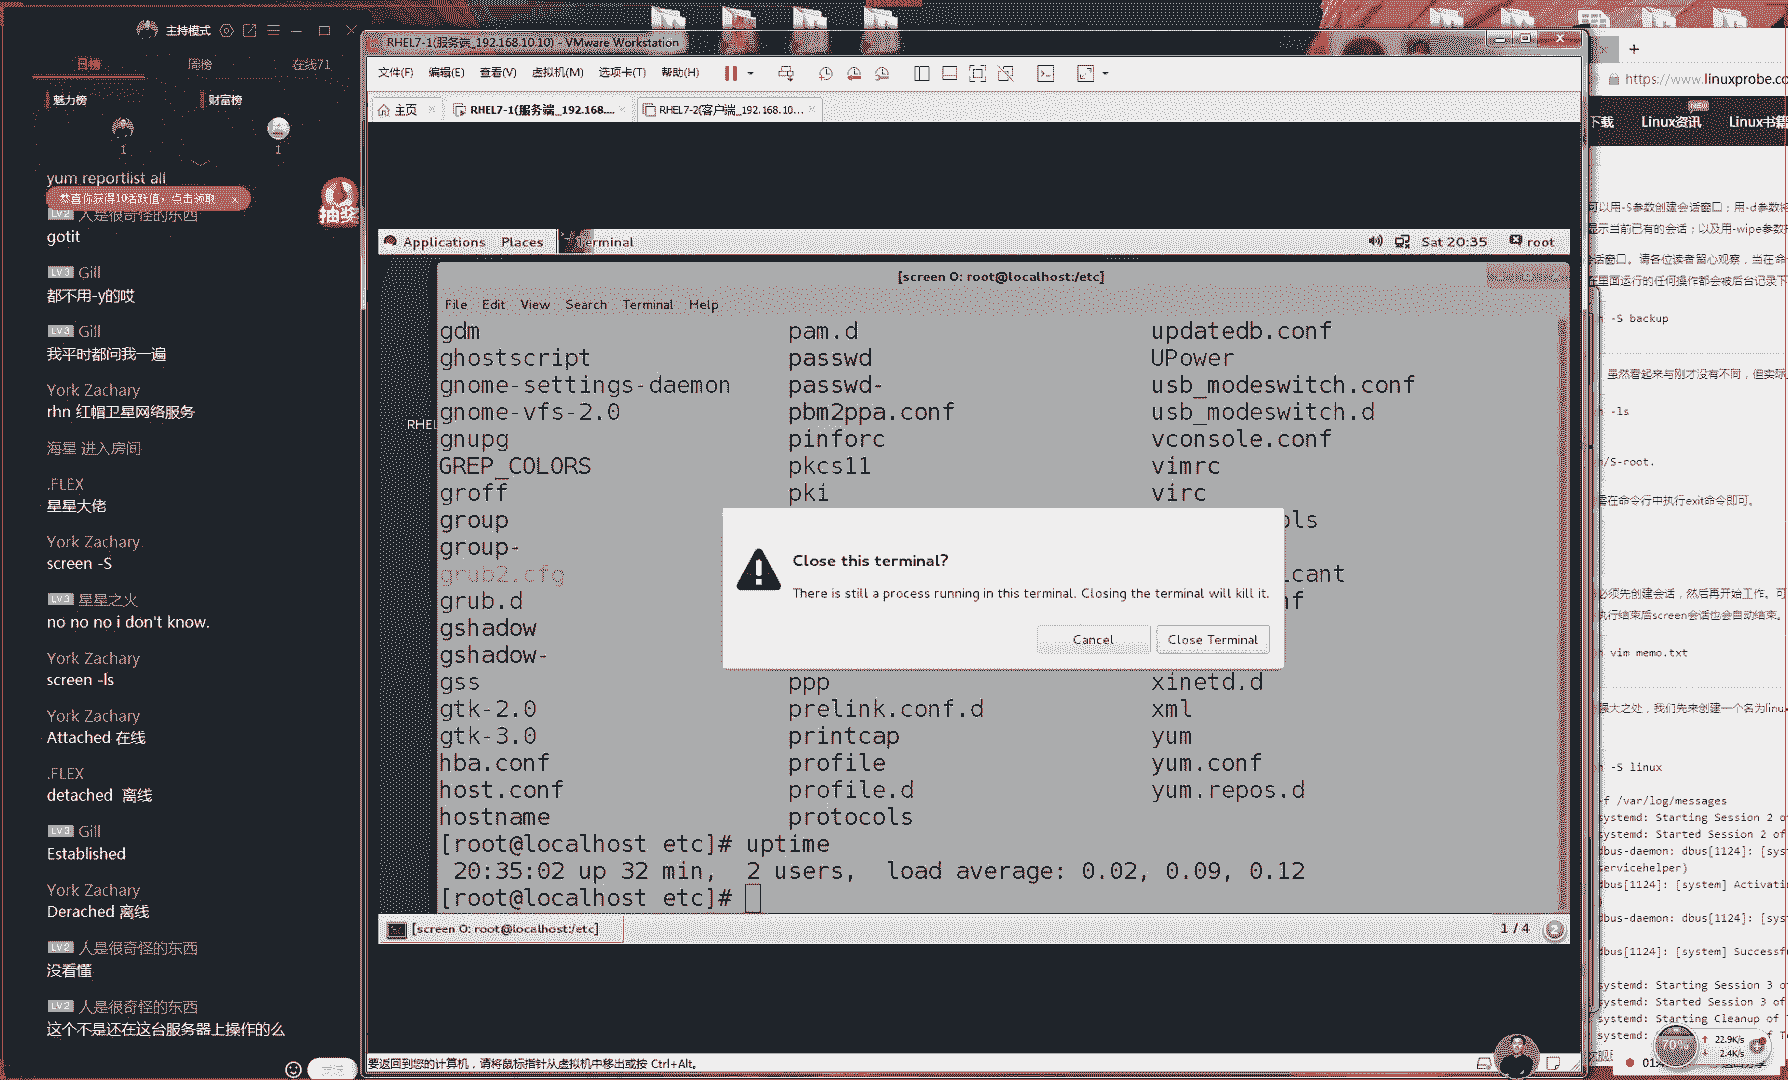 主持模式
日榜
周榜
在线71
魅力榜
财富榜
1
1
yum reportlist all
恭喜你获得10活跃值，点击领取
抽奖
LV2 人是很奇怪的东西
gotit
LV3 Gill
都不用-y的哎
LV3 Gill
我平时都问我一遍
York Zachary
rhn 红帽卫星网络服务
海星 进入房间
.FLEX
星星大佬
York Zachary
screen -S
LV3 星星之火
no no no i don't know.
York Zachary
screen -ls
York Zachary
Attached 在线
.FLEX
detached 离线
LV3 Gill
Established
York Zachary
Derached 离线
LV2 人是很奇怪的东西
没看懂
LV2 人是很奇怪的东西
这个不是还在这台服务器上操作的么
RHEL7-1(服务端_192.168.10.10) - VMware Workstation
文件(F) 编辑(E) 查看(V) 虚拟机(M) 选项卡(T) 帮助(H)
主页
RHEL7-1(服务端_192.168....
RHEL7-2(客户端_192.168.10...
Applications Places Terminal
Sat 20:35 root
[screen 0: root@localhost:/etc]
File Edit View Search Terminal Help
RHEL
gdm pam.d updatedb.conf
ghostscript passwd UPower
gnome-settings-daemon passwd- usb_modeswitch.conf
gnome-vfs-2.0 pbm2ppa.conf usb_modeswitch.d
gnupg pinforc vconsole.conf
GREP_COLORS pkcs11 vimrc
groff pki virc
group ols
group-
grub2.cfg cant
grub.d f
gshadow
gshadow-
gss ppp xinetd.d
gtk-2.0 prelink.conf.d xml
gtk-3.0 printcap yum
hba.conf profile yum.conf
host.conf profile.d yum.repos.d
hostname protocols
[root@localhost etc]# uptime
20:35:02 up 32 min, 2 users, load average: 0.02, 0.09, 0.12
[root@localhost etc]#
Close this terminal?
There is still a process running in this terminal. Closing the terminal will kill it.
Cancel
Close Terminal
[screen 0: root@localhost:/etc]
1 / 4
要返回到您的计算机，请将鼠标指针从虚拟机中移出或按 Ctrl+Alt。
https://www.linuxprobe.co
下载 Linux资讯 Linux书籍
可以用-S参数创建会话窗口；用-d参数将
显示当前已有的会话；以及用-wipe参数把
话窗口。请各位读者留心观察，当在命
在里面运行的任何操作都会被后台记录下
-S backup
虽然看起来与刚才没有不同，但实际
-ls
/S-root.
需在命令行中执行exit命令即可。
必须先创建会话，然后再开始工作。可
执行结束后screen会话也会自动结束。
vim memo.txt
强大之处，我们先来创建一个名为linux
-S linux
-f /var/log/messages
systemd: Starting Session 2 o
systemd: Started Session 2 of
dbus-daemon: dbus[1124]: [sys
servicehelper)
dbus[1124]: [system] Activati
dbus-daemon: dbus[1124]: [sys
dbus[1124]: [system] Successf
systemd: Starting Session 3 o
systemd: Started Session 3 of
systemd: Starting Cleanup of
systemd:
70%
22.9K/s
2.4K/s